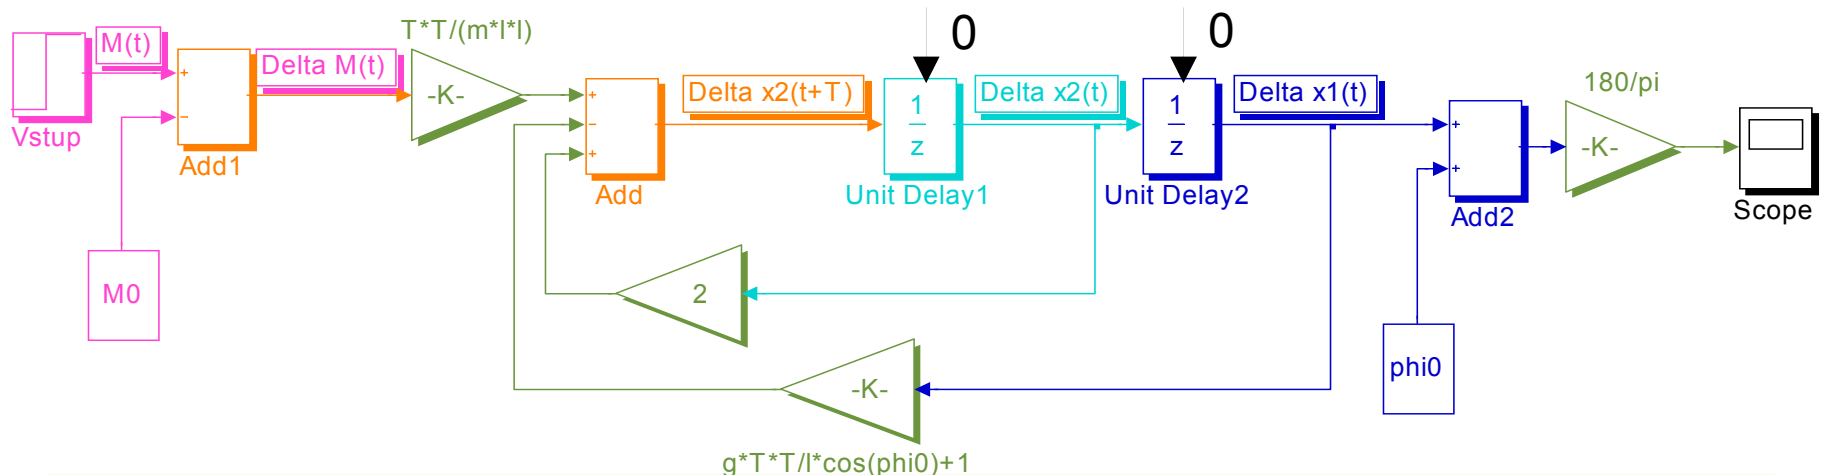 T*T/(m*l*l)
0
0
M(t)
Delta M(t)
+
-K-
+
Delta x2(t+T)
1
z
Delta x2(t)
1
z
Delta x1(t)
180/pi
+
−
−
+
+
+
-K-
Vstup
Add1
Add
Unit Delay1
Unit Delay2
Add2
Scope
M0
2
phi0
-K-
g*T*T/l*cos(phi0)+1